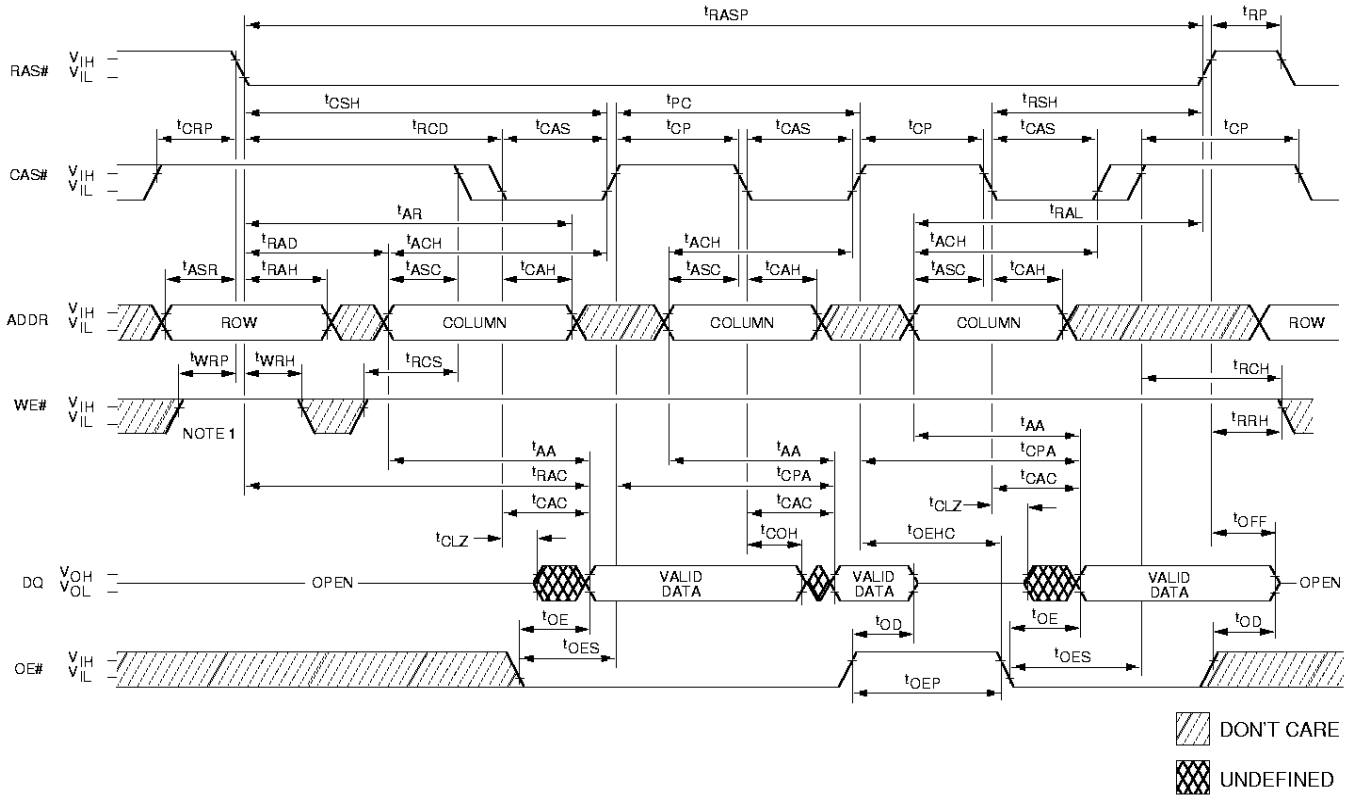 tRASP tRP
RAS# VIH VIL
tCSH tPC tRSH
tCRP tRCD tCAS tCP tCAS tCP tCAS tCP
CAS# VIH VIL
tAR tRAL
tRAD tACH tACH tACH
tASR tRAH tASC tCAH tASC tCAH tASC tCAH
ADDR VIH VIL ROW COLUMN COLUMN COLUMN ROW
tWRP tWRH tRCS tRCH
WE# VIH VIL
NOTE 1 tRRH
tAA tAA tAA
tRAC tCPA tCPA
tCAC tCAC tCAC
tCLZ tCOH tOEHC tCLZ tOFF
DQ VOH VOL OPEN VALID DATA VALID DATA VALID DATA OPEN
tOE tOD tOE tOD
tOES tOES
OE# VIH VIL
tOEP
DON'T CARE
UNDEFINED